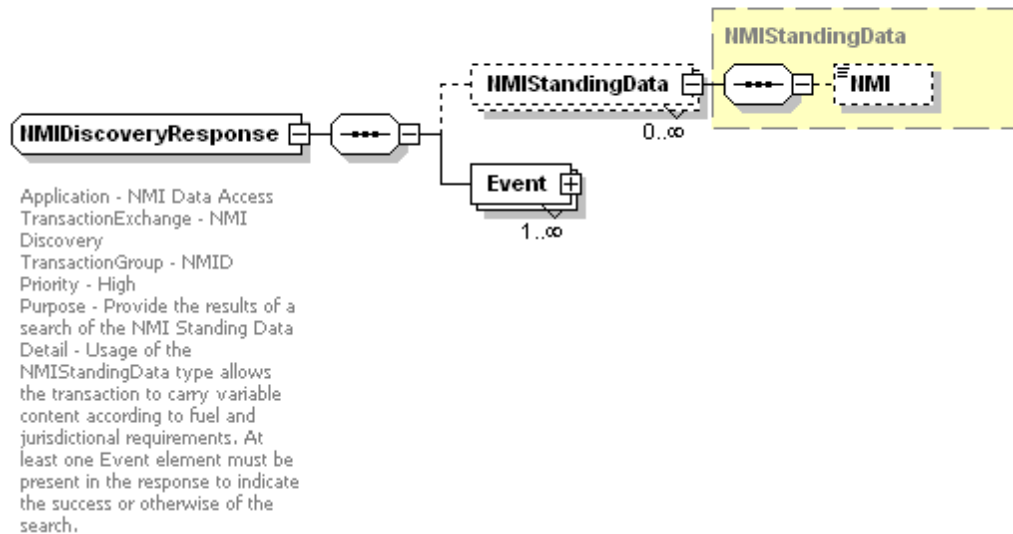 NMIStandingData
NMIStandingData
NMI
0..∞
NMIDiscoveryResponse
Event
1..∞
Application - NMI Data Access
TransactionExchange - NMI
Discovery
TransactionGroup - NMID
Priority - High
Purpose - Provide the results of a
search of the NMI Standing Data
Detail - Usage of the
NMIStandingData type allows
the transaction to carry variable
content according to fuel and
jurisdictional requirements. At
least one Event element must be
present in the response to indicate
the success or otherwise of the
search.